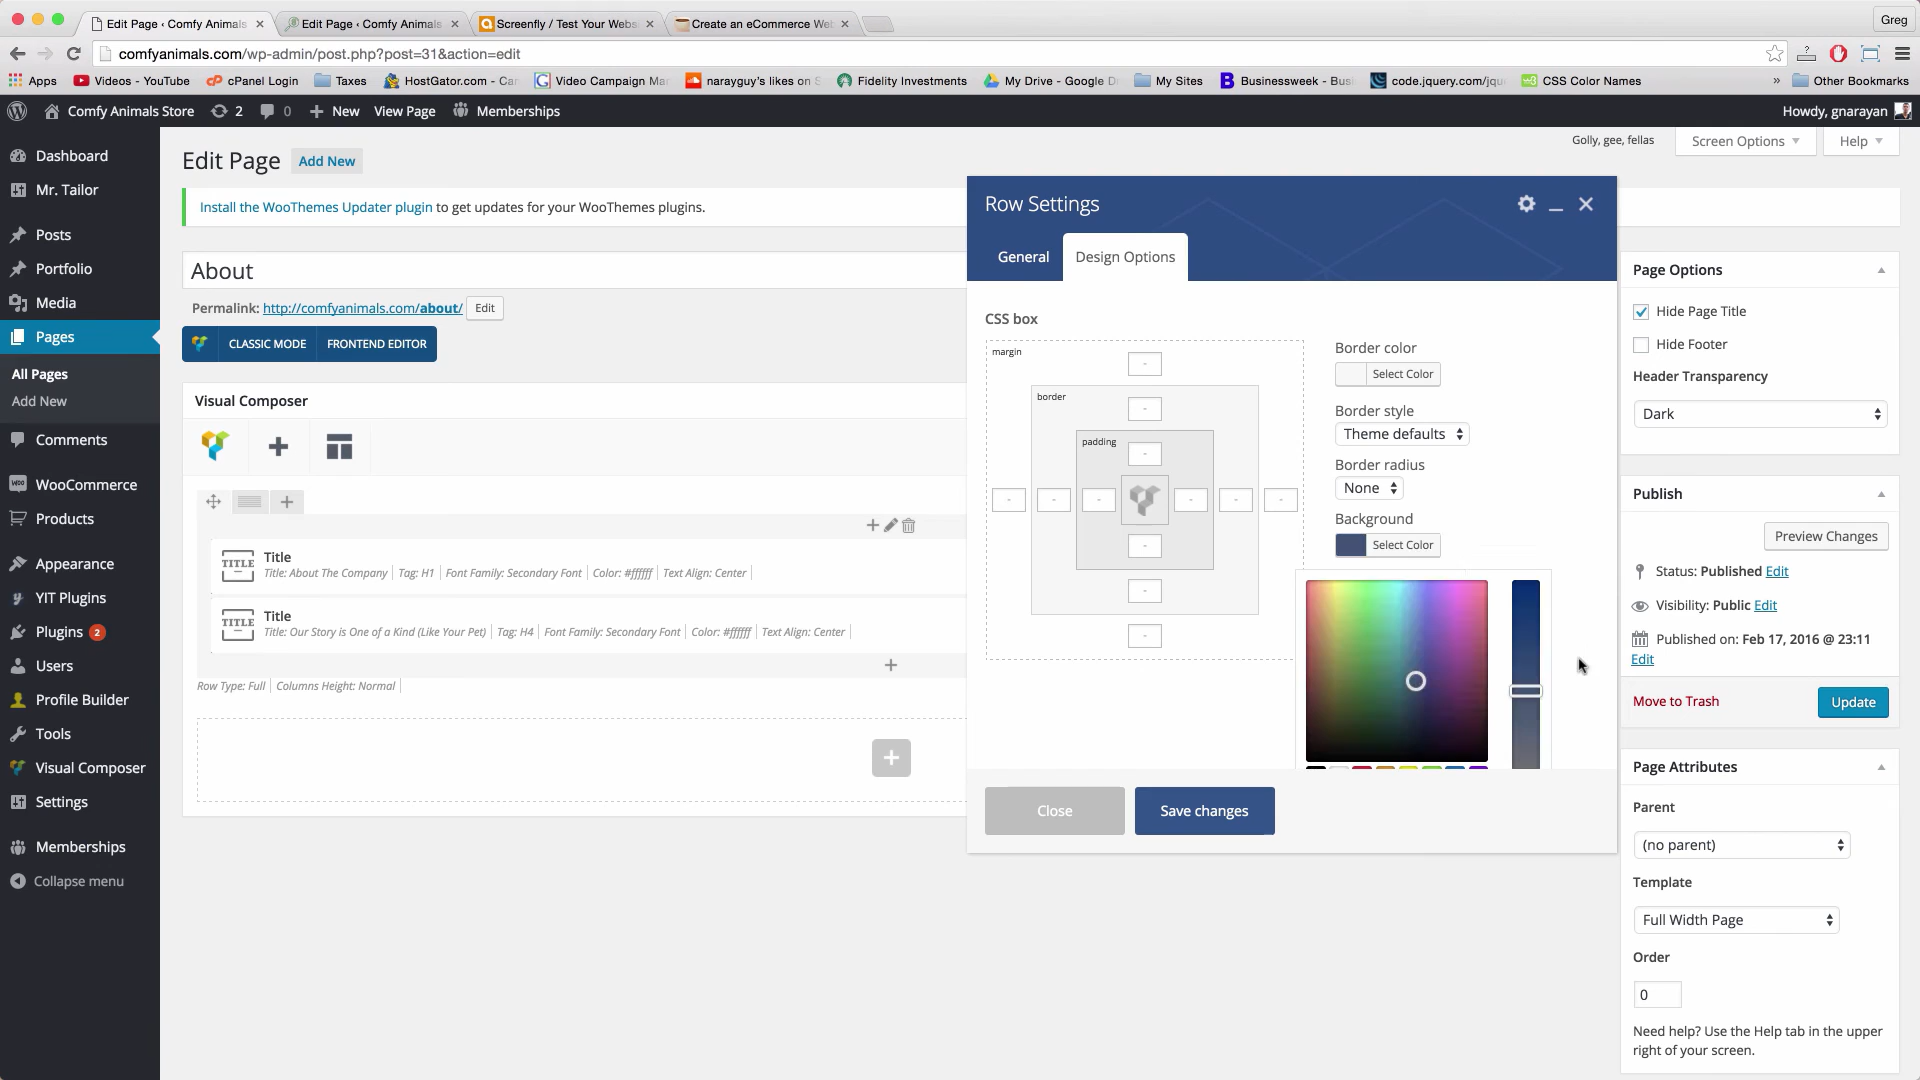 Edit Page ‹ Comfy Animals
Edit Page ‹ Comfy Animals
Screenfly / Test Your Webs
Create an eCommerce Web
Greg
comfyanimals.com/wp-admin/post.php?post=31&action=edit
Apps
Videos - YouTube
cPanel Login
Taxes
HostGator.com - Car
Video Campaign Mar
narayguy's likes on S
Fidelity Investments
My Drive - Google D
My Sites
Businessweek - Busi
code.jquery.com/jqu
CSS Color Names
»
Other Bookmarks
Comfy Animals Store
2
0
New
View Page
Memberships
Howdy, gnarayan
Dashboard
Mr. Tailor
Posts
Portfolio
Media
Pages
All Pages
Add New
Comments
WooCommerce
Products
Appearance
YIT Plugins
Plugins 2
Users
Profile Builder
Tools
Visual Composer
Settings
Memberships
Collapse menu
Edit Page
Add New
Golly, gee, fellas
Screen Options
Help
Install the WooThemes Updater plugin to get updates for your WooThemes plugins.
About
Permalink: http://comfyanimals.com/about/ Edit
CLASSIC MODE
FRONTEND EDITOR
Visual Composer
TITLE
Title
Title: About The Company Tag: H1 Font Family: Secondary Font Color: #ffffff Text Align: Center
TITLE
Title
Title: Our Story is One of a Kind (Like Your Pet) Tag: H4 Font Family: Secondary Font Color: #ffffff Text Align: Center
Row Type: Full Columns Height: Normal
Row Settings
General
Design Options
CSS box
margin
border
padding
Border color
Select Color
Border style
Theme defaults
Border radius
None
Background
Select Color
Close
Save changes
Page Options
Hide Page Title
Hide Footer
Header Transparency
Dark
Publish
Preview Changes
Status: Published Edit
Visibility: Public Edit
Published on: Feb 17, 2016 @ 23:11
Edit
Move to Trash
Update
Page Attributes
Parent
(no parent)
Template
Full Width Page
Order
0
Need help? Use the Help tab in the upper
right of your screen.